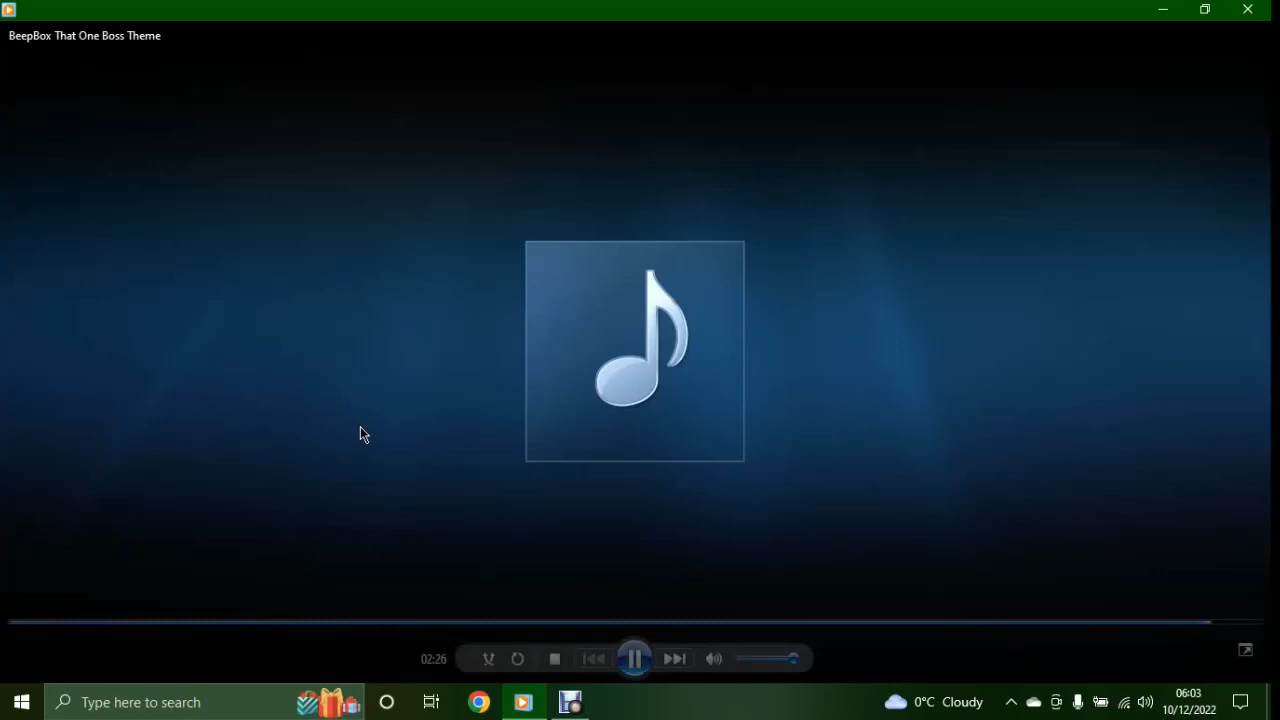 BeepBox That One Boss Theme
02:26
Type here to search
0°C Cloudy
06:03
10/12/2022